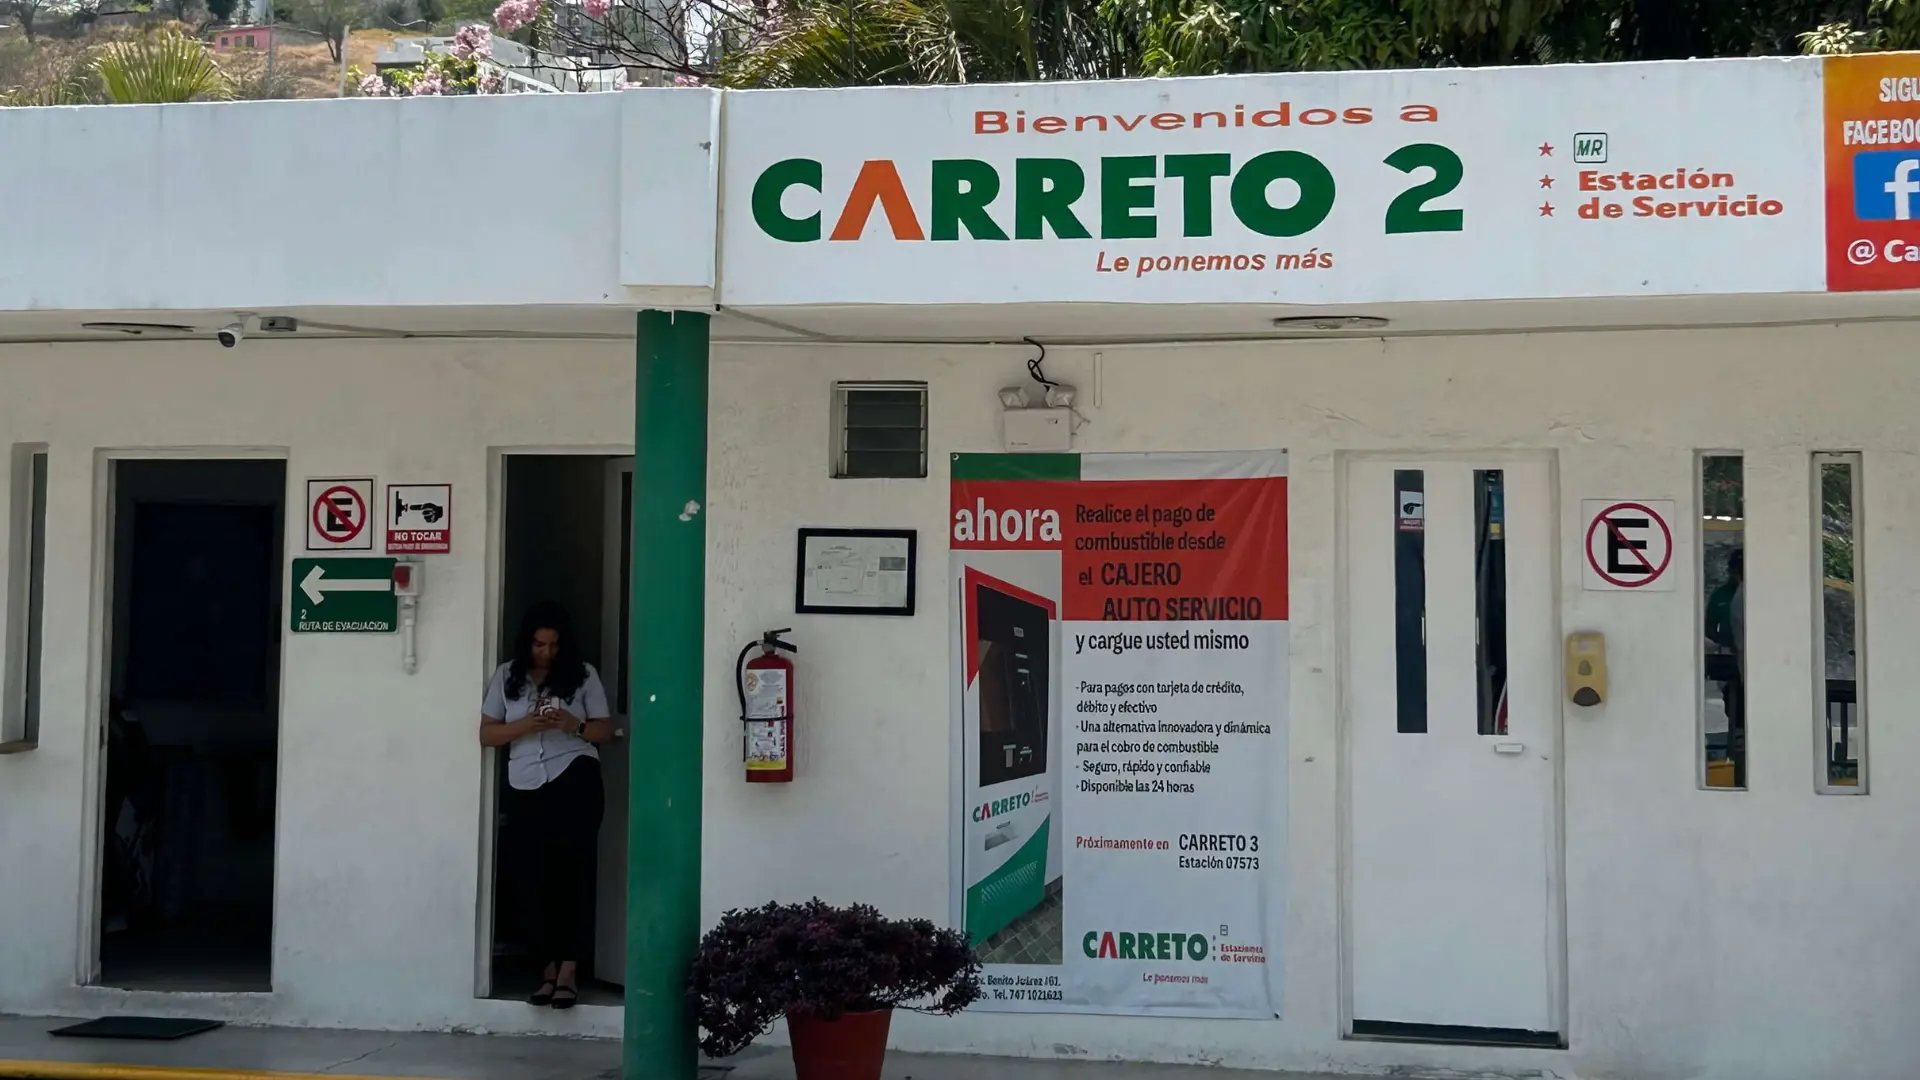 Bienvenidos a
CARRETO 2
Le ponemos más
MR
Estación
de Servicio
SIGU
FACEBOO
f
@ Ca
E
NO TOCAR
2
RUTA DE EVACUACIÓN
ahora
Realice el pago de
combustible desde
el CAJERO
AUTO SERVICIO
y cargue usted mismo
-Para pagos con tarjeta de crédito,
débito y efectivo
-Una alternativa innovadora y dinámica
para el cobro de combustible
- Seguro, rápido y confiable
-Disponible las 24 horas
CARRETO
Próximamente en CARRETO 3
Estación 07573
CARRETO
Estaciones
de Servicio
Le ponemos más
v. Benito Juárez 161.
o. Tel. 747 1021623
E